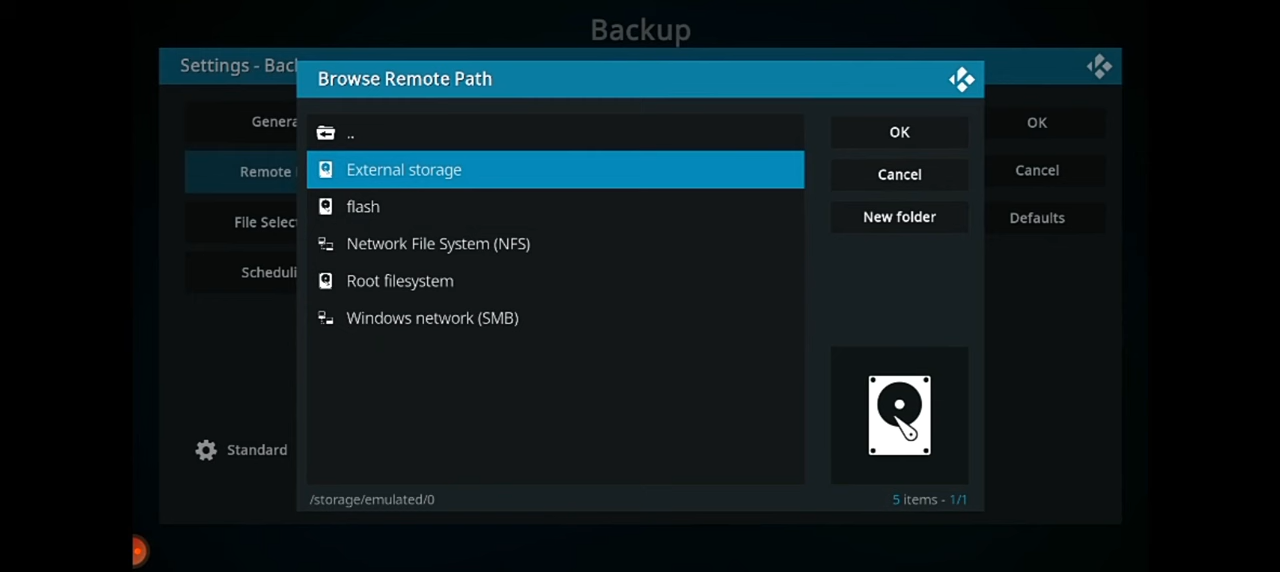 Backup
Settings - Bac
Browse Remote Path
Genera
Remote
File Selec
Scheduli
Standard
..
External storage
flash
Network File System (NFS)
Root filesystem
Windows network (SMB)
OK
Cancel
New folder
OK
Cancel
Defaults
/storage/emulated/0
5 items - 1/1